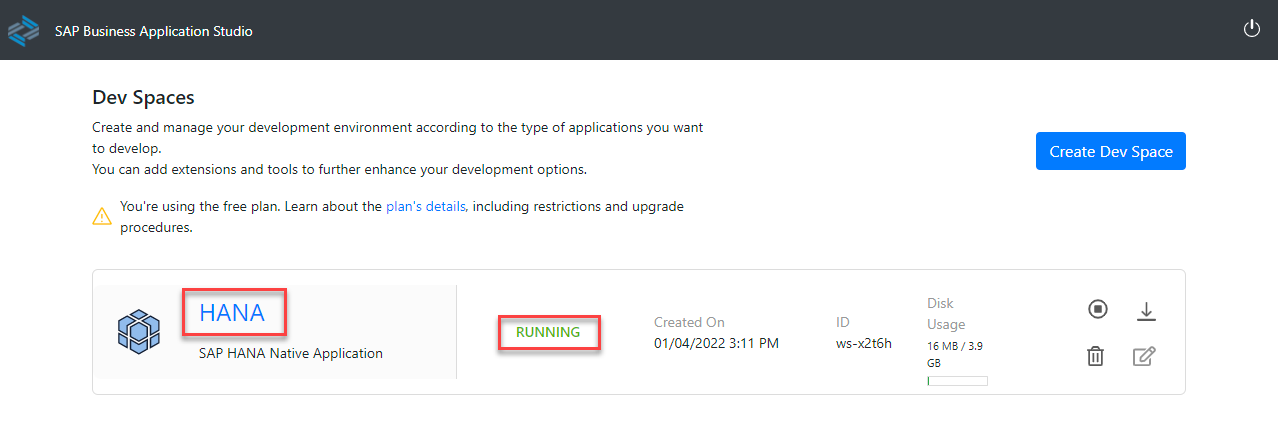 SAP Business Application Studio
Dev Spaces
Create and manage your development environment according to the type of applications you want
to develop.
You can add extensions and tools to further enhance your development options.
Create Dev Space
You're using the free plan. Learn about the plan's details, including restrictions and upgrade
procedures.
HANA
SAP HANA Native Application
RUNNING
Created On
01/04/2022 3:11 PM
ID
ws-x2t6h
Disk
Usage
16 MB / 3.9
GB